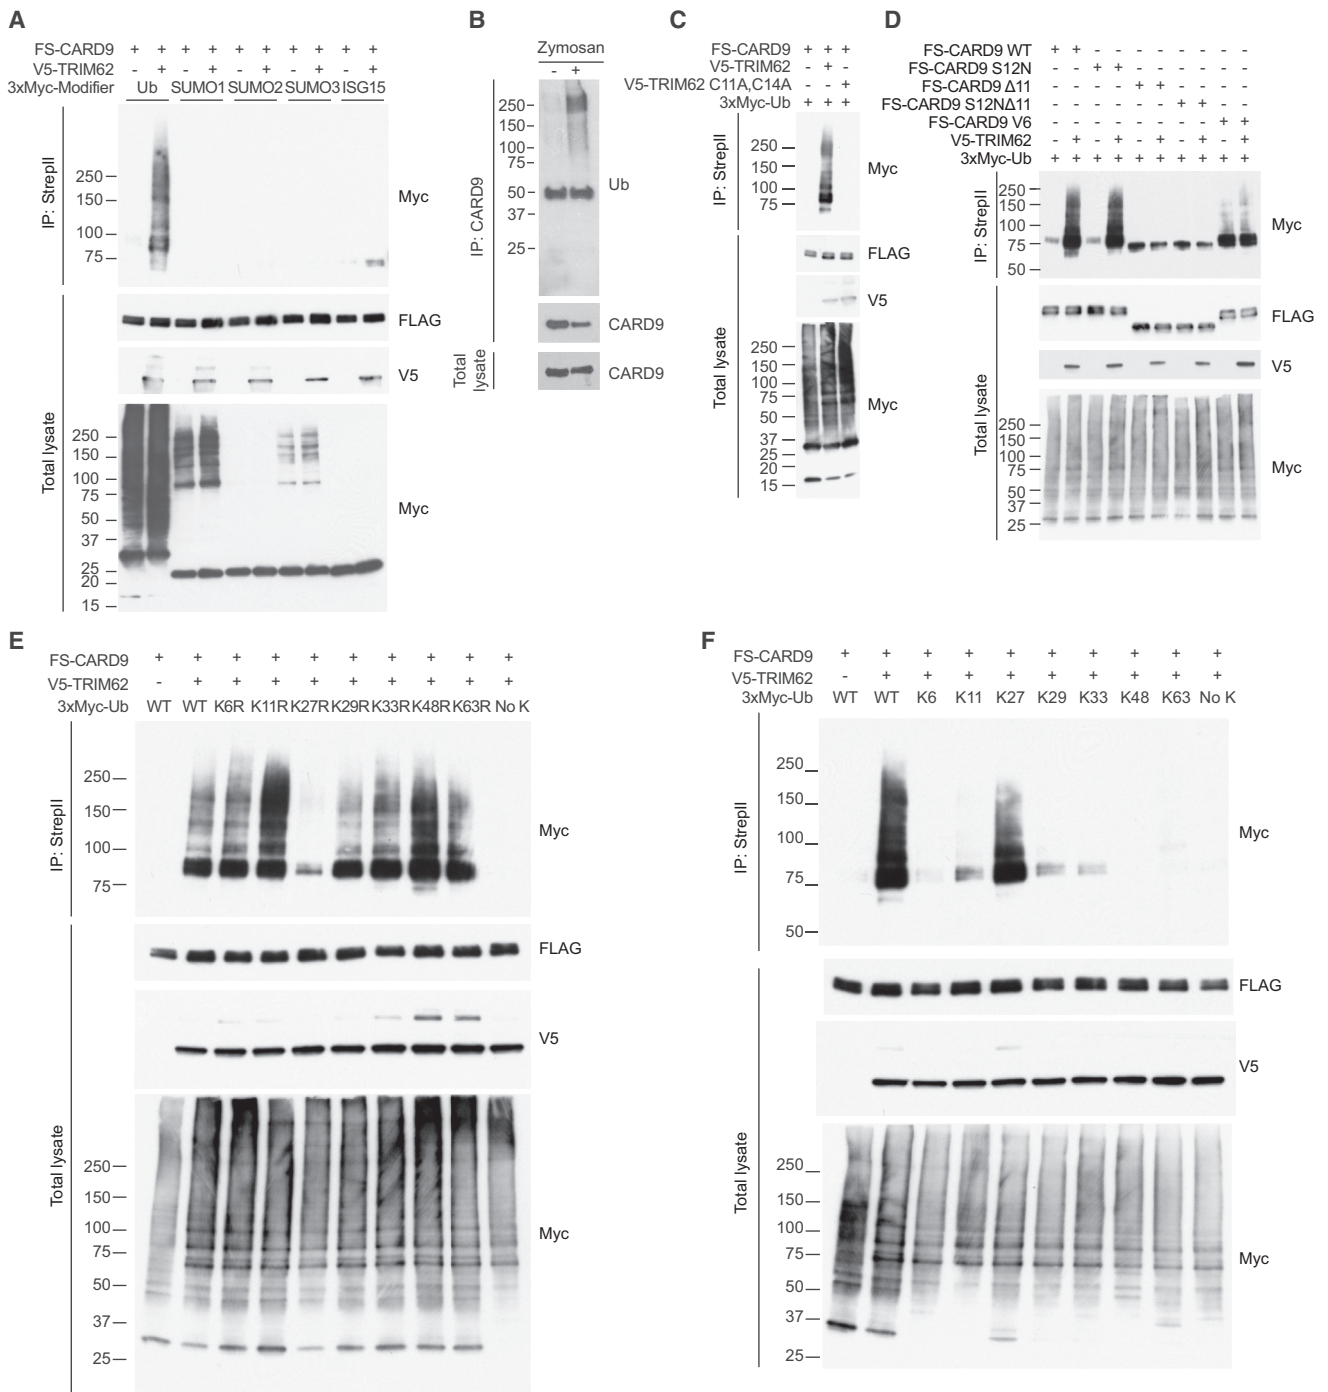 A
FS-CARD9 + + + + + + + + + +
V5-TRIM62 - + - + - + - + - +
3xMyc-Modifier Ub SUMO1 SUMO2 SUMO3 ISG15
IP: StrepII
250
150
100
75
Myc
FLAG
V5
Total lysate
250
150
100
75
50
37
25
20
15
Myc
B
Zymosan
- +
IP: CARD9
250
150
100
75
50
37
25
Ub
CARD9
Total lysate
CARD9
C
FS-CARD9 + + +
V5-TRIM62 - + -
V5-TRIM62 C11A,C14A - - +
3xMyc-Ub + + +
IP: StrepII
250
150
100
75
Myc
FLAG
V5
Total lysate
250
150
100
75
50
37
25
20
15
Myc
D
FS-CARD9 WT + + - - - - - - - -
FS-CARD9 S12N - - + + - - - - - -
FS-CARD9 Δ11 - - - - + + - - - -
FS-CARD9 S12NΔ11 - - - - - - + + - -
FS-CARD9 V6 - - - - - - - - + +
V5-TRIM62 - + - + - + - + - +
3xMyc-Ub + + + + + + + + + +
IP: StrepII
250
150
100
75
50
Myc
FLAG
V5
Total lysate
250
150
100
75
50
37
25
Myc
E
FS-CARD9 + + + + + + + + + +
V5-TRIM62 - + + + + + + + + +
3xMyc-Ub WT WT K6R K11R K27R K29R K33R K48R K63R No K
IP: StrepII
250
150
100
75
Myc
FLAG
V5
Total lysate
250
150
100
75
50
37
25
Myc
F
FS-CARD9 + + + + + + + + + +
V5-TRIM62 - + + + + + + + + +
3xMyc-Ub WT WT K6 K11 K27 K29 K33 K48 K63 No K
IP: StrepII
250
150
100
75
50
Myc
FLAG
V5
Total lysate
250
150
100
75
50
37
25
Myc